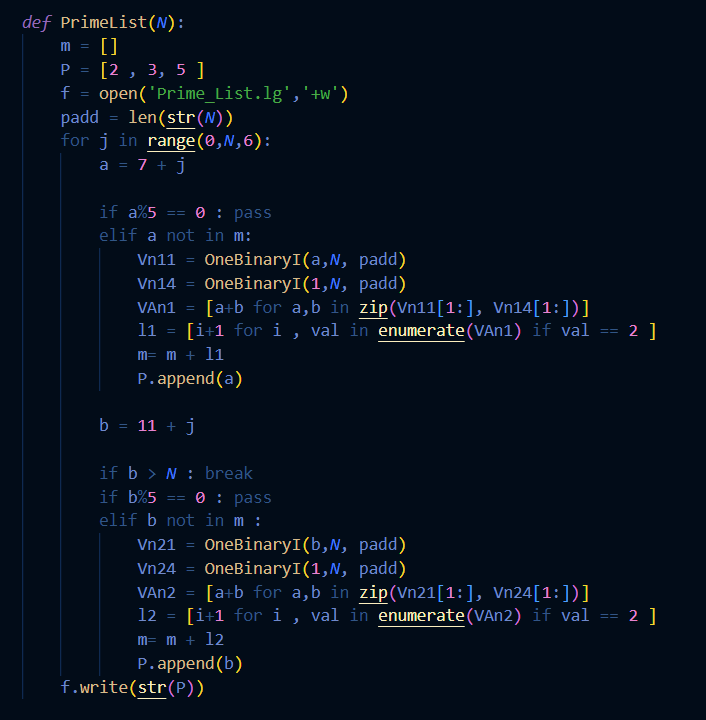 def PrimeList(N):
    m = []
    P = [2 , 3, 5 ]
    f = open('Prime_List.lg','+w')
    padd = len(str(N))
    for j in range(0,N,6):
        a = 7 + j

        if a%5 == 0 : pass
        elif a not in m:
            Vn11 = OneBinaryI(a,N, padd)
            Vn14 = OneBinaryI(1,N, padd)
            VAn1 = [a+b for a,b in zip(Vn11[1:], Vn14[1:])]
            l1 = [i+1 for i , val in enumerate(VAn1) if val == 2 ]
            m= m + l1
            P.append(a)

        b = 11 + j

        if b > N : break
        if b%5 == 0 : pass
        elif b not in m :
            Vn21 = OneBinaryI(b,N, padd)
            Vn24 = OneBinaryI(1,N, padd)
            VAn2 = [a+b for a,b in zip(Vn21[1:], Vn24[1:])]
            l2 = [i+1 for i , val in enumerate(VAn2) if val == 2 ]
            m= m + l2
            P.append(b)
    f.write(str(P))